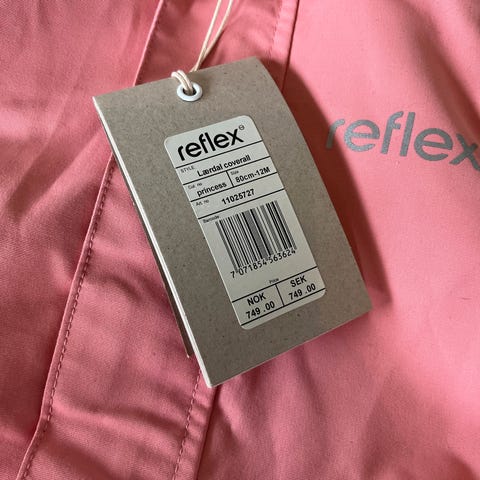 reflex
STYLE Lærdal coverall
Col. no Size
princess 80cm-12M
Art. no 11025727
Barcode
7 071854 563624
Price
NOK SEK
749.00 749.00
reflex